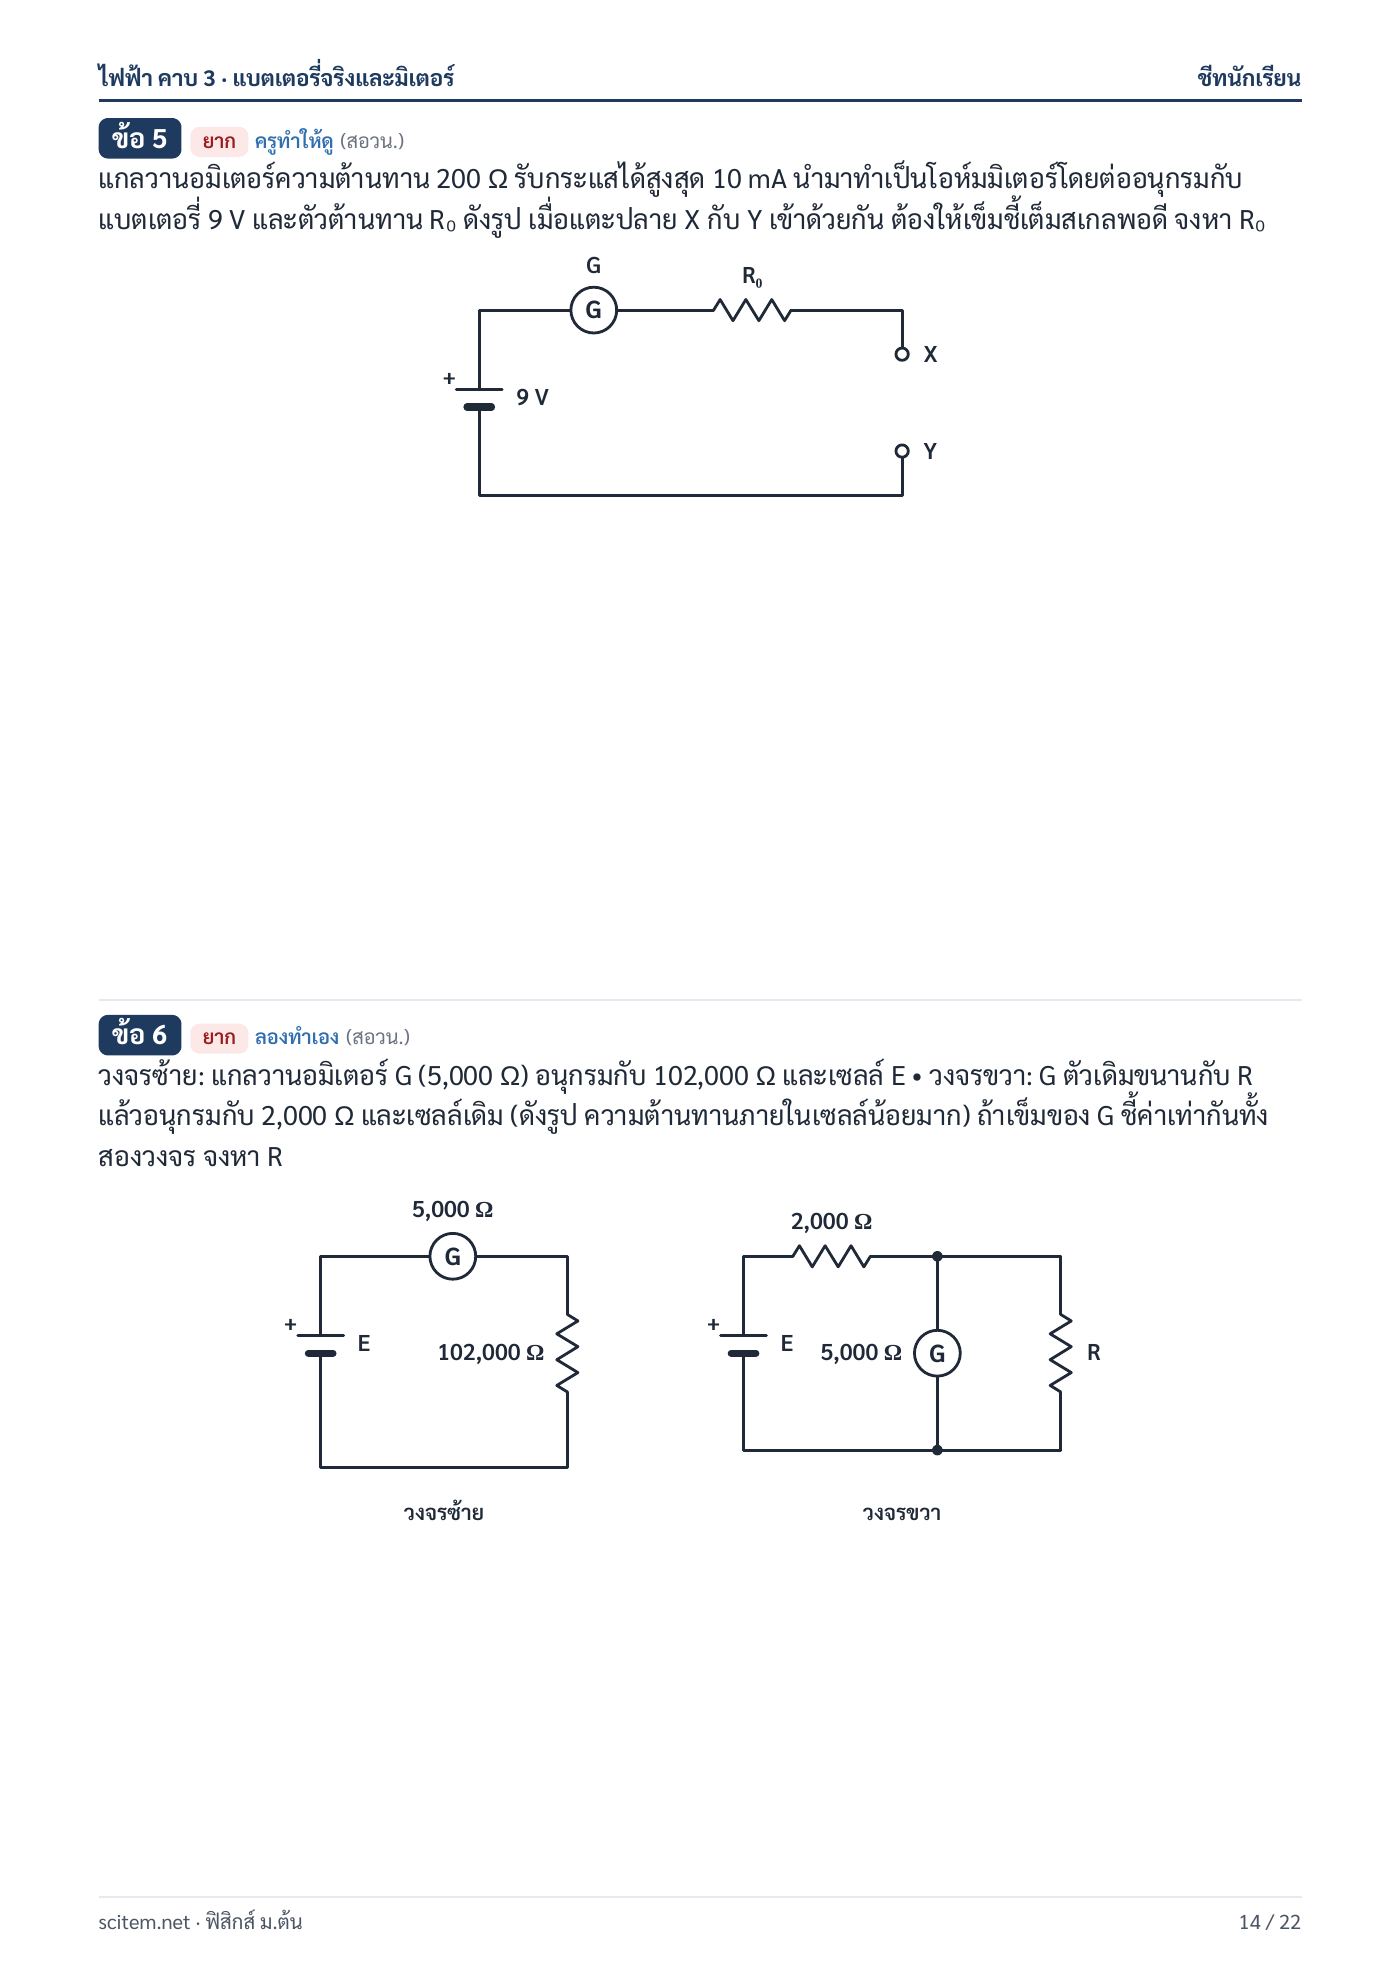 ไฟฟ้า คาบ 3 · แบตเตอรี่จริงและมิเตอร์ ชีทนักเรียน
ข้อ 5 ยาก ครูทำให้ดู (สอวน.)
แกลวานอมิเตอร์ความต้านทาน 200 Ω รับกระแสได้สูงสุด 10 mA นำมาทำเป็นโอห์มมิเตอร์โดยต่ออนุกรมกับ
แบตเตอรี่ 9 V และตัวต้านทาน R₀ ดังรูป เมื่อแตะปลาย X กับ Y เข้าด้วยกัน ต้องให้เข็มชี้เต็มสเกลพอดี จงหา R₀
G
R₀
G
X
+
9 V
Y
ข้อ 6 ยาก ลองทำเอง (สอวน.)
วงจรซ้าย: แกลวานอมิเตอร์ G (5,000 Ω) อนุกรมกับ 102,000 Ω และเซลล์ E • วงจรขวา: G ตัวเดิมขนานกับ R
แล้วอนุกรมกับ 2,000 Ω และเซลล์เดิม (ดังรูป ความต้านทานภายในเซลล์น้อยมาก) ถ้าเข็มของ G ชี้ค่าเท่ากันทั้ง
สองวงจร จงหา R
5,000 Ω
G
+
E
102,000 Ω
วงจรซ้าย
2,000 Ω
+
E
5,000 Ω
G
R
วงจรขวา
scitem.net · ฟิสิกส์ ม.ต้น 14 / 22